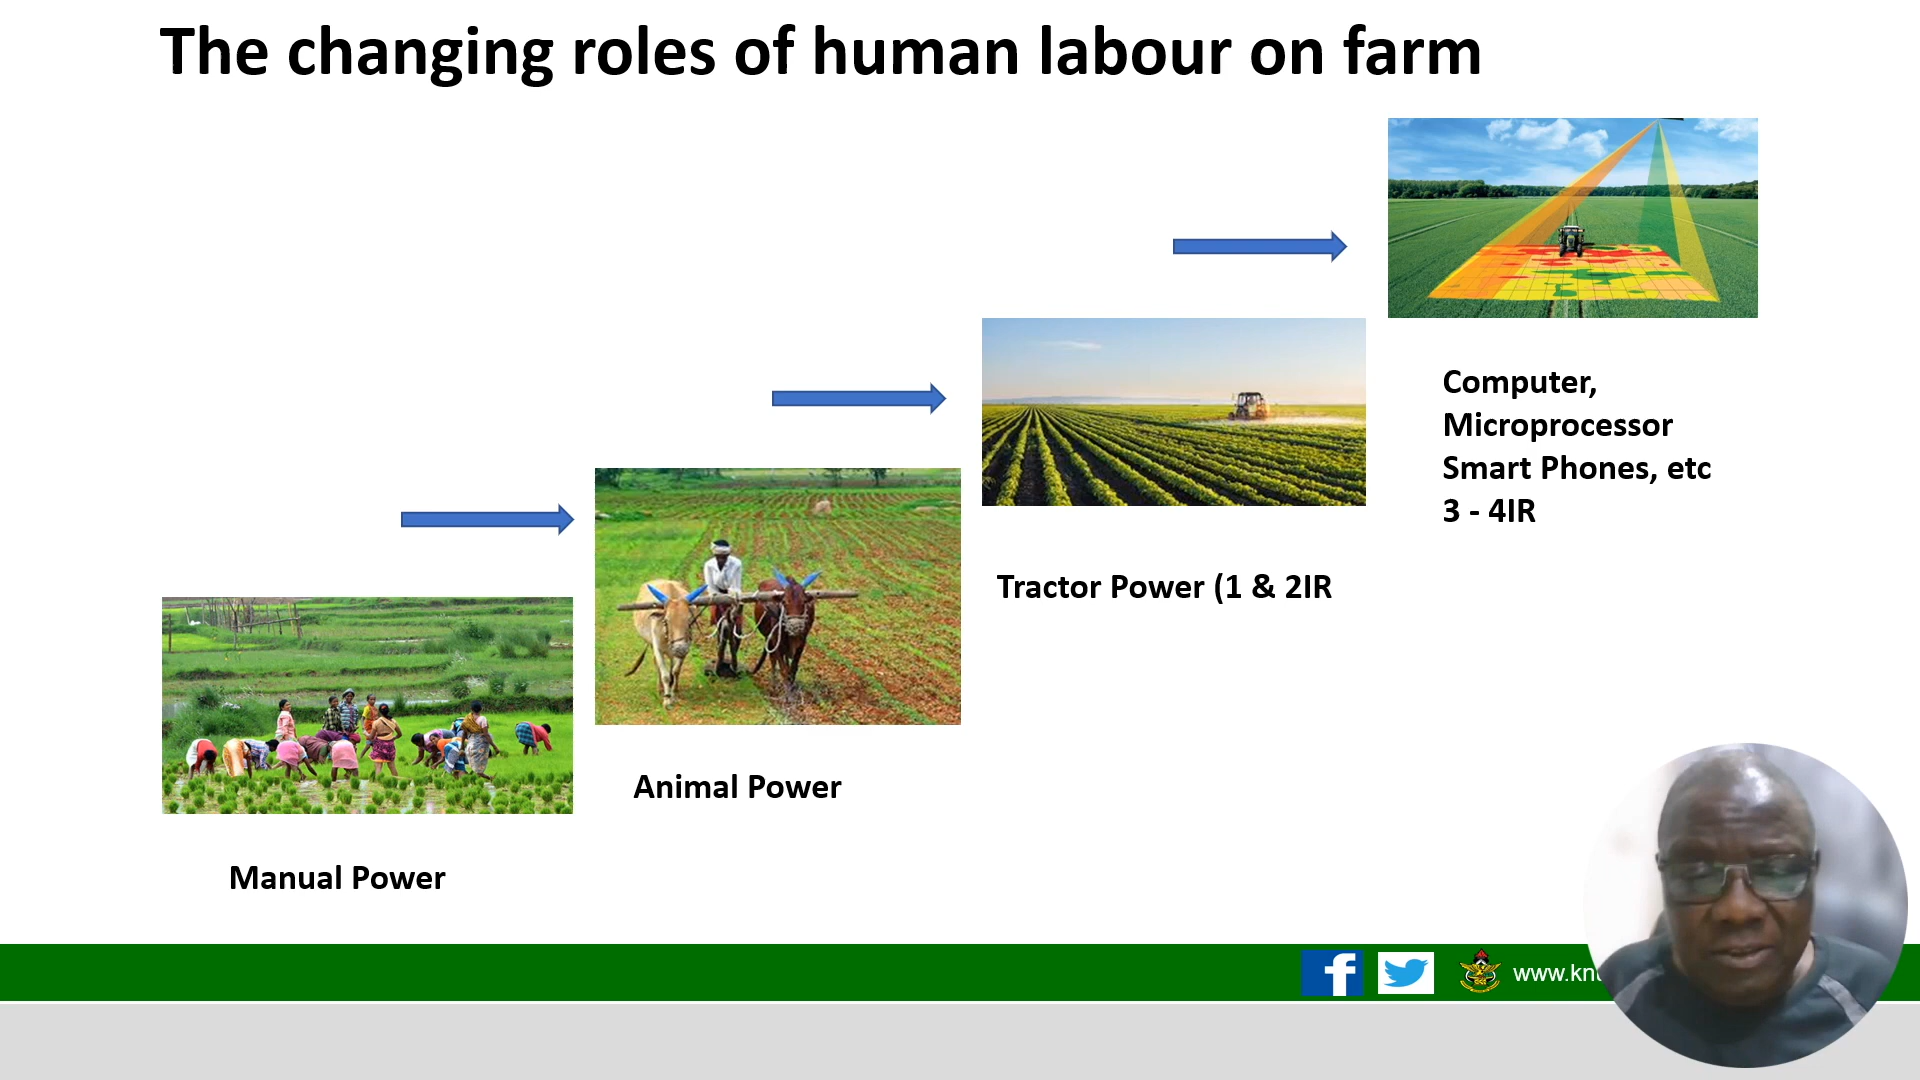 The changing roles of human labour on farm
Computer,
Microprocessor
Smart Phones, etc
3 - 4IR
Tractor Power (1 & 2IR
Animal Power
Manual Power
f